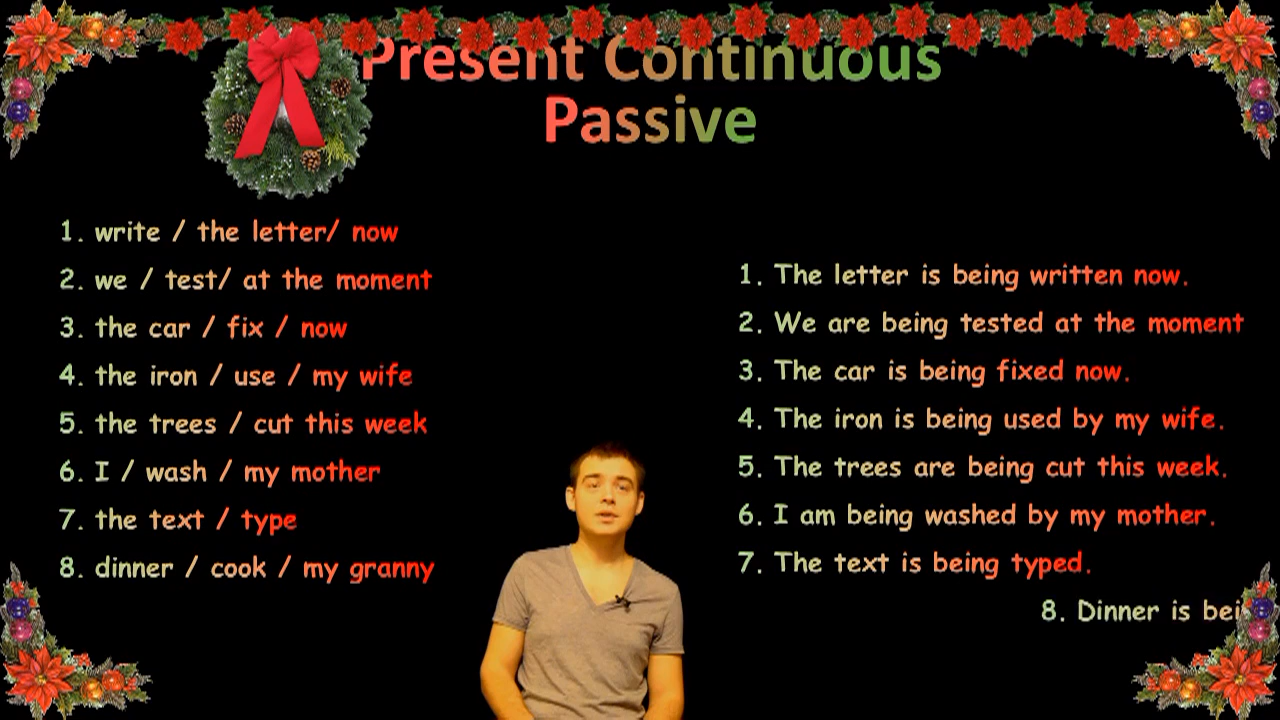 Present Continuous
Passive
1. write / the letter/ now
2. we / test/ at the moment
3. the car / fix / now
4. the iron / use / my wife
5. the trees / cut this week
6. I / wash / my mother
7. the text / type
8. dinner / cook / my granny
1. The letter is being written now.
2. We are being tested at the moment
3. The car is being fixed now.
4. The iron is being used by my wife.
5. The trees are being cut this week.
6. I am being washed by my mother.
7. The text is being typed.
8. Dinner is bei